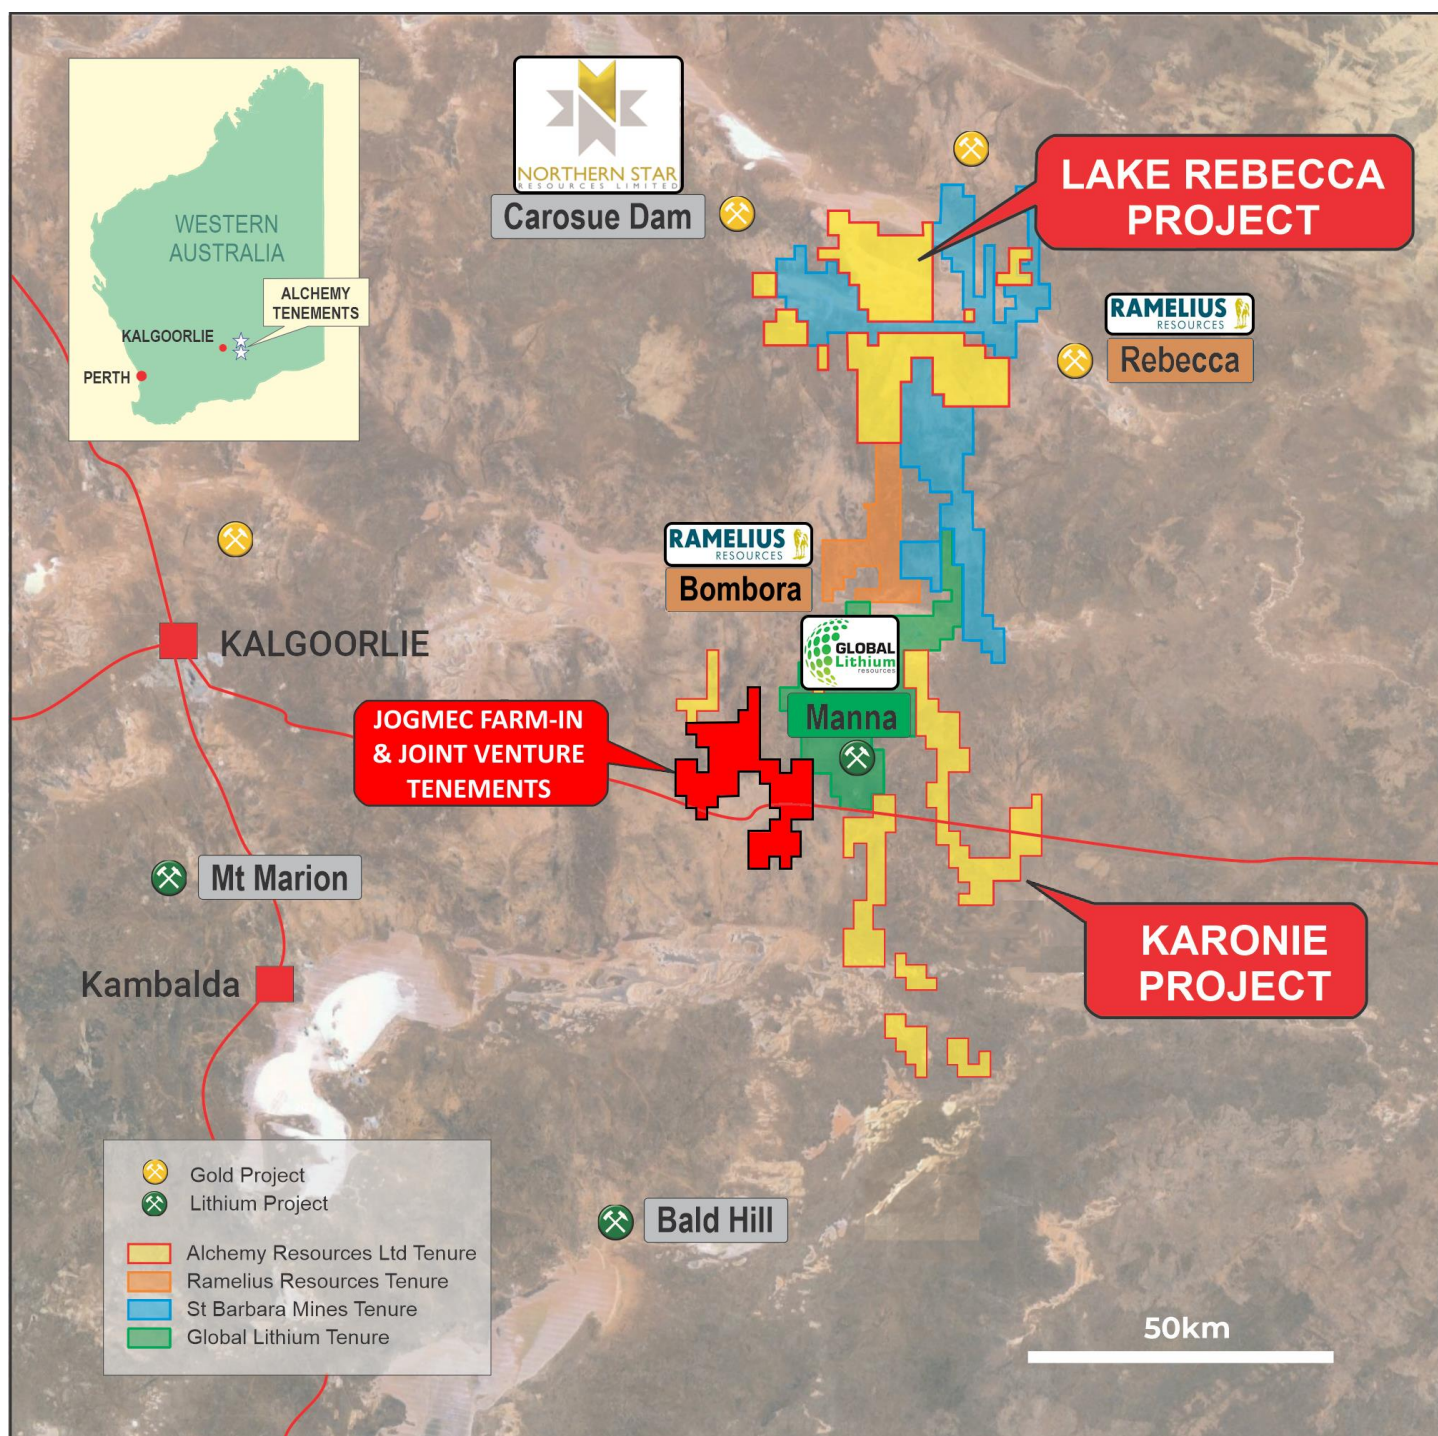 WESTERN
AUSTRALIA
ALCHEMY
TENEMENTS
KALGOORLIE
PERTH
NORTHERN STAR
RESOURCES LIMITED
Carosue Dam
LAKE REBECCA
PROJECT
RAMELIUS
RESOURCES
Rebecca
RAMELIUS
RESOURCES
Bombora
KALGOORLIE
GLOBAL
Lithium
resources
Manna
JOGMEC FARM-IN
& JOINT VENTURE
TENEMENTS
Mt Marion
KARONIE
PROJECT
Kambalda
Bald Hill
Gold Project
Lithium Project
Alchemy Resources Ltd Tenure
Ramelius Resources Tenure
St Barbara Mines Tenure
Global Lithium Tenure
50km